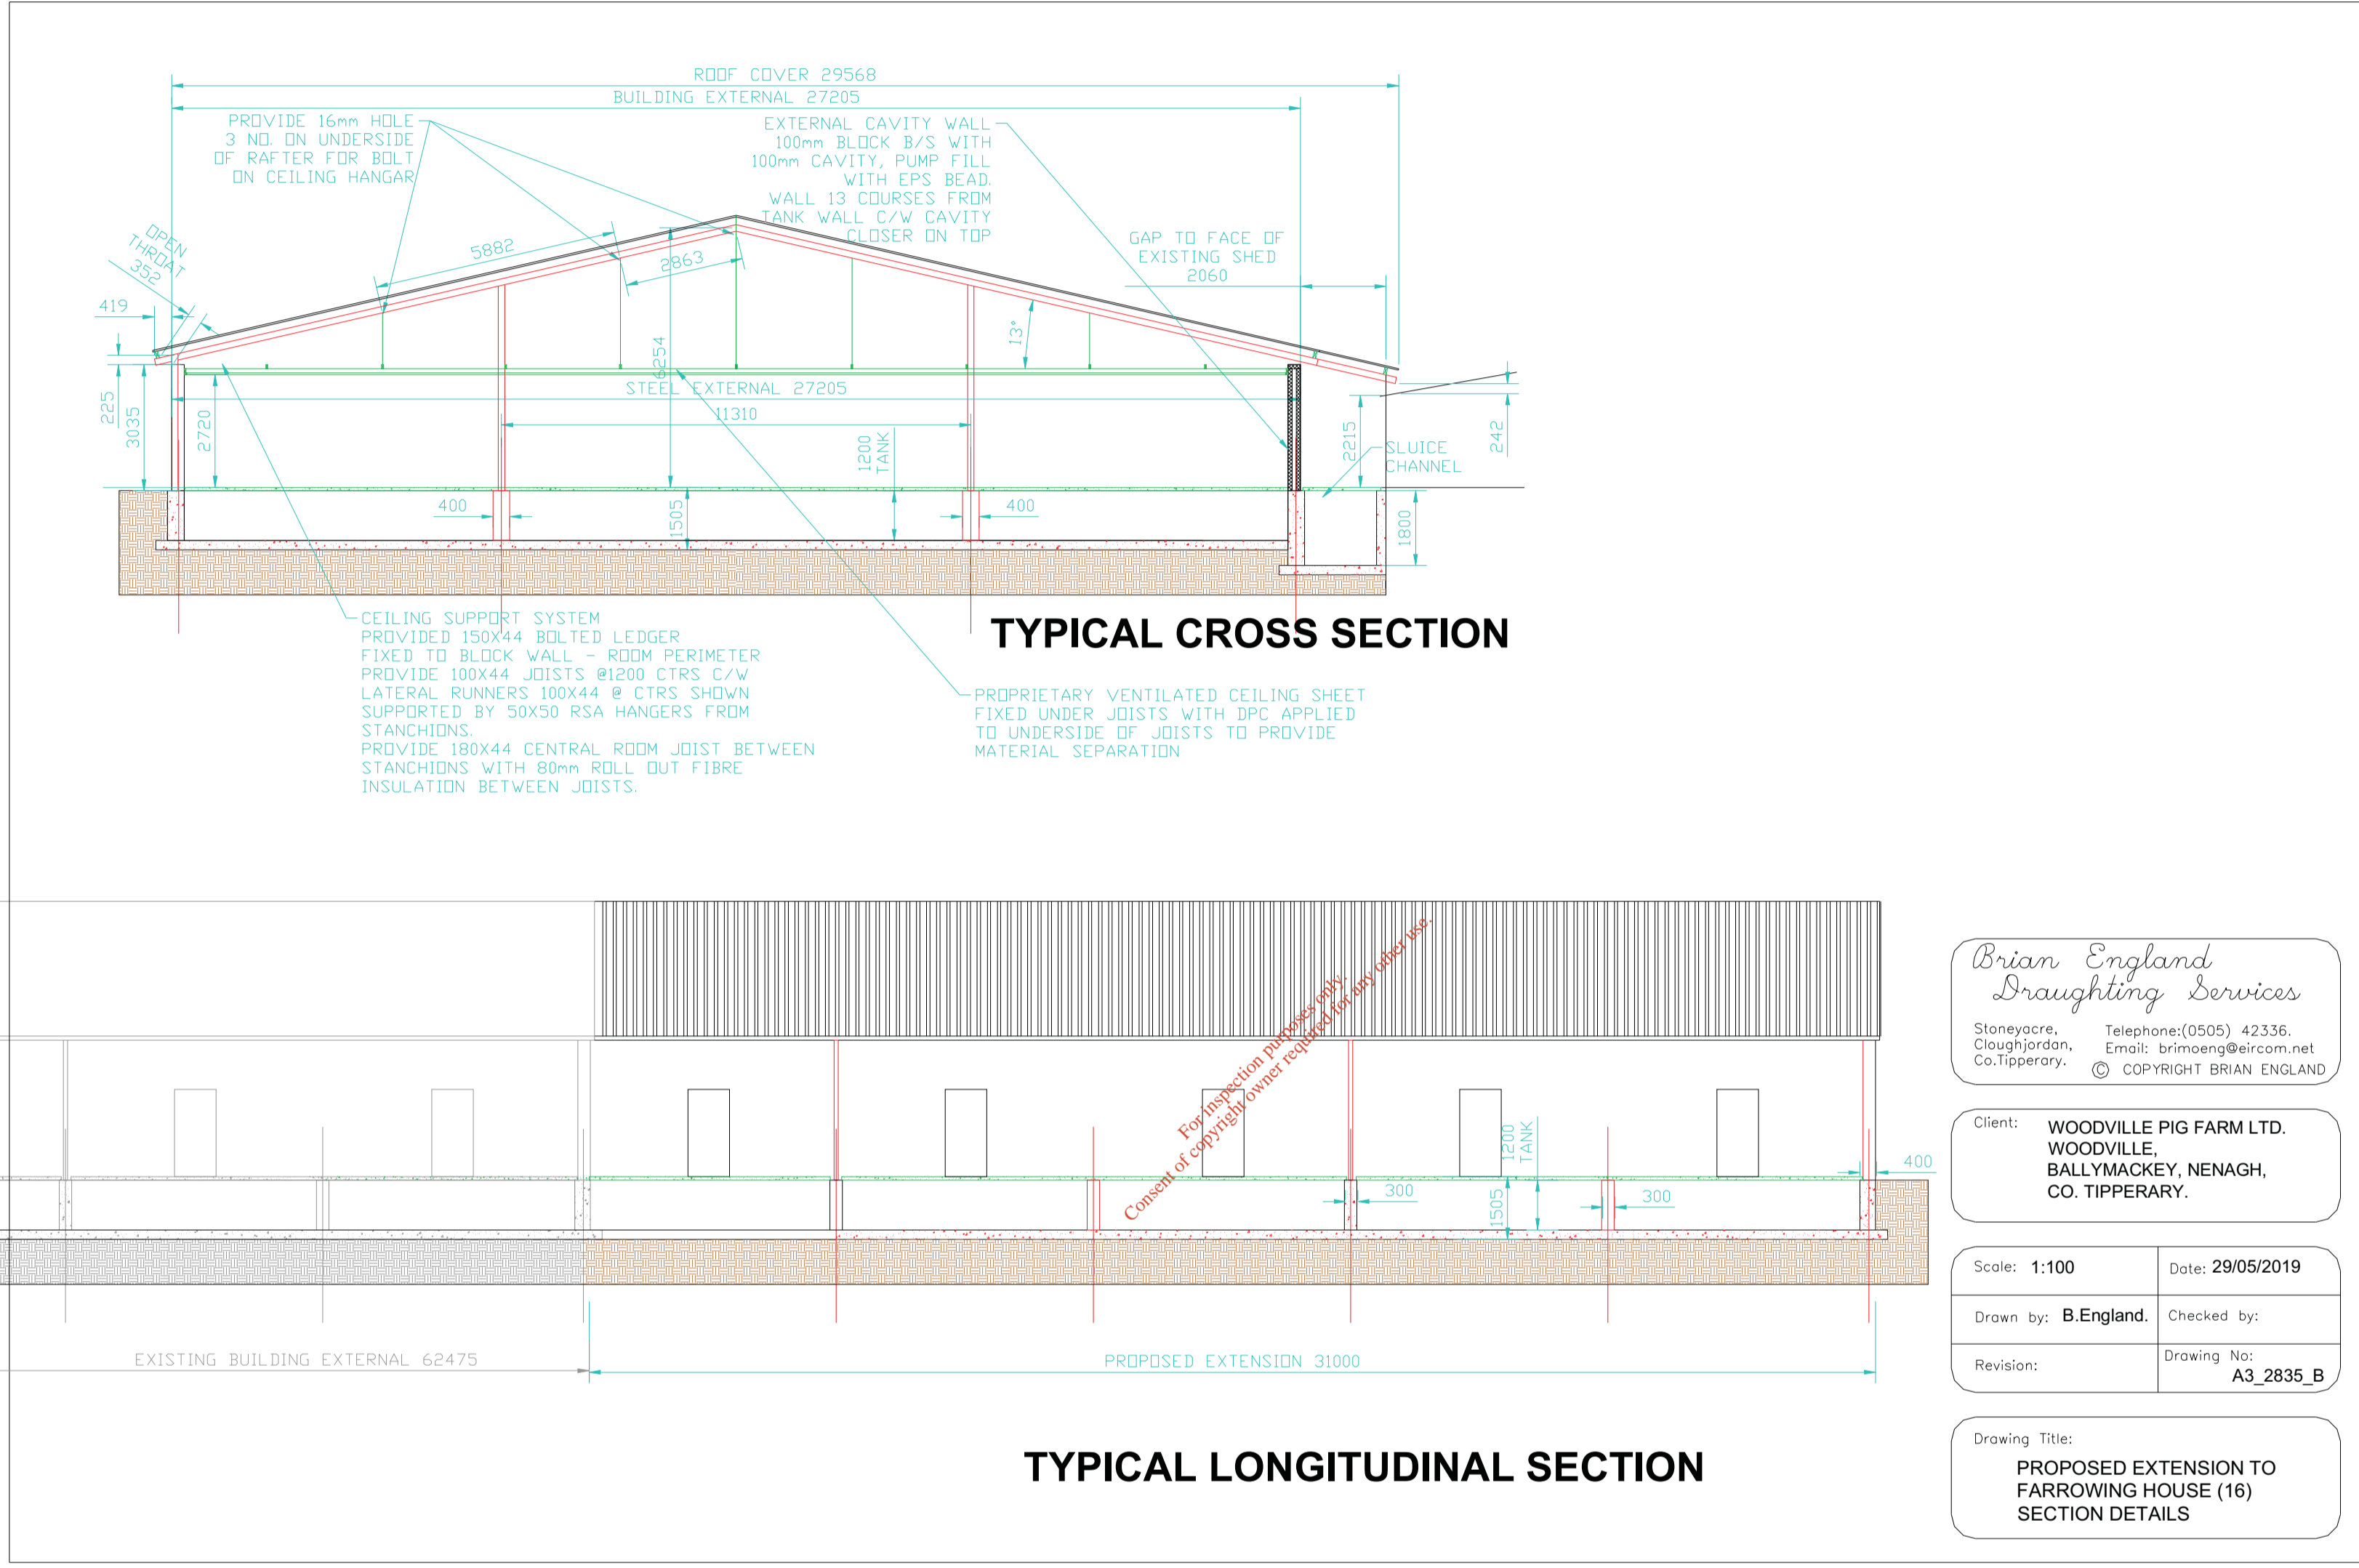 ROOF COVER 29568
BUILDING EXTERNAL 27205
PROVIDE 16mm HOLE
3 NO. ON UNDERSIDE
OF RAFTER FOR BOLT
ON CEILING HANGAR
EXTERNAL CAVITY WALL
100mm BLOCK B/S WITH
100mm CAVITY, PUMP FILL
WITH EPS BEAD.
WALL 13 COURSES FROM
TANK WALL C/W CAVITY
CLOSER ON TOP
GAP TO FACE OF
EXISTING SHED
2060
OPEN
THROAT
352
419
5882
2863
13°
6254
STEEL EXTERNAL 27205
11310
225
3035
2720
1200
TANK
2215
242
SLUICE
CHANNEL
400
1505
400
1800
CEILING SUPPORT SYSTEM
PROVIDED 150X44 BOLTED LEDGER
FIXED TO BLOCK WALL - ROOM PERIMETER
PROVIDE 100X44 JOISTS @1200 CTRS C/W
LATERAL RUNNERS 100X44 @ CTRS SHOWN
SUPPORTED BY 50X50 RSA HANGERS FROM
STANCHIONS.
PROVIDE 180X44 CENTRAL ROOM JOIST BETWEEN
STANCHIONS WITH 80mm ROLL OUT FIBRE
INSULATION BETWEEN JOISTS.
TYPICAL CROSS SECTION
PROPRIETARY VENTILATED CEILING SHEET
FIXED UNDER JOISTS WITH DPC APPLIED
TO UNDERSIDE OF JOISTS TO PROVIDE
MATERIAL SEPARATION
For inspection purposes only.
Consent of copyright owner required for any other use.
1200
TANK
400
300
1505
300
EXISTING BUILDING EXTERNAL 62475
PROPOSED EXTENSION 31000
TYPICAL LONGITUDINAL SECTION
Brian England
Draughting Services
Stoneyacre,
Cloughjordan,
Co.Tipperary.
Telephone:(0505) 42336.
Email: brimoeng@eircom.net
© COPYRIGHT BRIAN ENGLAND
Client: WOODVILLE PIG FARM LTD.
WOODVILLE,
BALLYMACKEY, NENAGH,
CO. TIPPERARY.
Scale: 1:100
Date: 29/05/2019
Drawn by: B.England.
Checked by:
Revision:
Drawing No:
A3_2835_B
Drawing Title:
PROPOSED EXTENSION TO
FARROWING HOUSE (16)
SECTION DETAILS